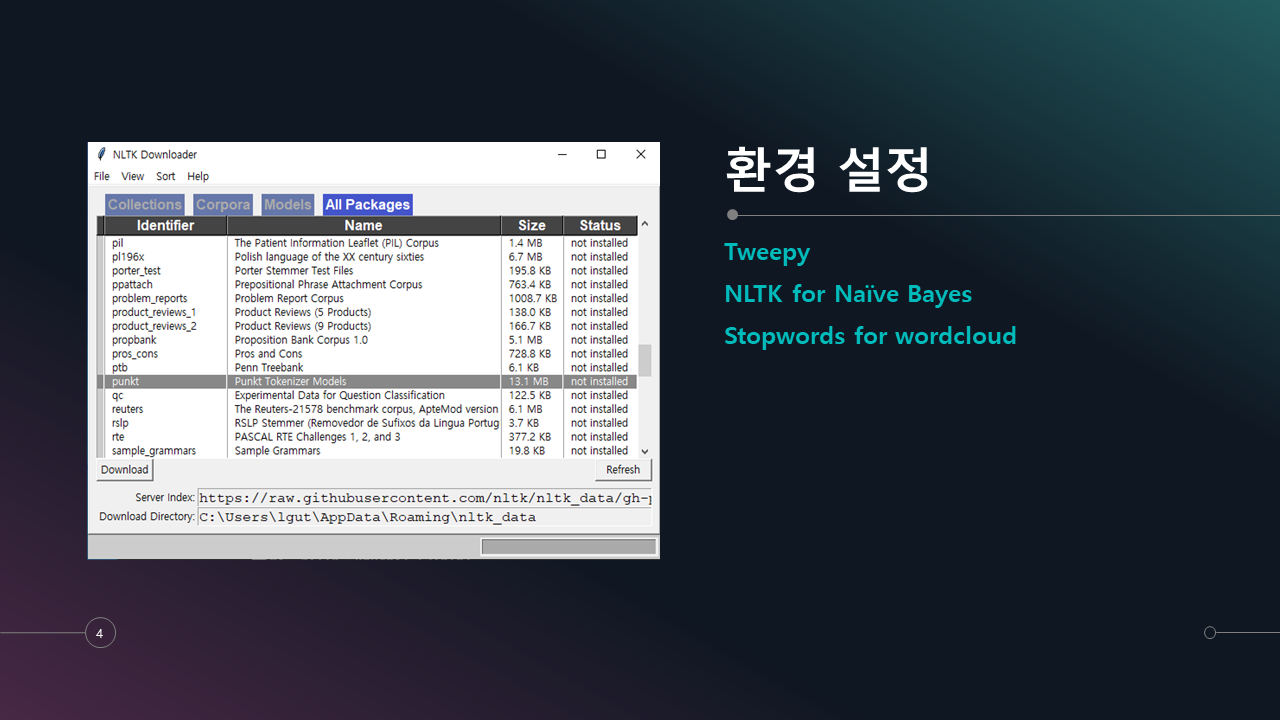 NLTK Downloader
File View Sort Help
Collections Corpora Models All Packages
Identifier Name Size Status
pil The Patient Information Leaflet (PIL) Corpus 1.4 MB not installed
pl196x Polish language of the XX century sixties 6.7 MB not installed
porter_test Porter Stemmer Test Files 195.8 KB not installed
ppattach Prepositional Phrase Attachment Corpus 763.4 KB not installed
problem_reports Problem Report Corpus 1008.7 KB not installed
product_reviews_1 Product Reviews (5 Products) 138.0 KB not installed
product_reviews_2 Product Reviews (9 Products) 166.7 KB not installed
propbank Proposition Bank Corpus 1.0 5.1 MB not installed
pros_cons Pros and Cons 728.8 KB not installed
ptb Penn Treebank 6.1 KB not installed
punkt Punkt Tokenizer Models 13.1 MB not installed
qc Experimental Data for Question Classification 122.5 KB not installed
reuters The Reuters-21578 benchmark corpus, ApteMod version 6.1 MB not installed
rslp RSLP Stemmer (Removedor de Sufixos da Lingua Portug 3.7 KB not installed
rte PASCAL RTE Challenges 1, 2, and 3 377.2 KB not installed
sample_grammars Sample Grammars 19.8 KB not installed
Download Refresh
Server Index: https://raw.githubusercontent.com/nltk/nltk_data/gh-p
Download Directory: C:\Users\lgut\AppData\Roaming\nltk_data
환경 설정
Tweepy
NLTK for Naïve Bayes
Stopwords for wordcloud
4